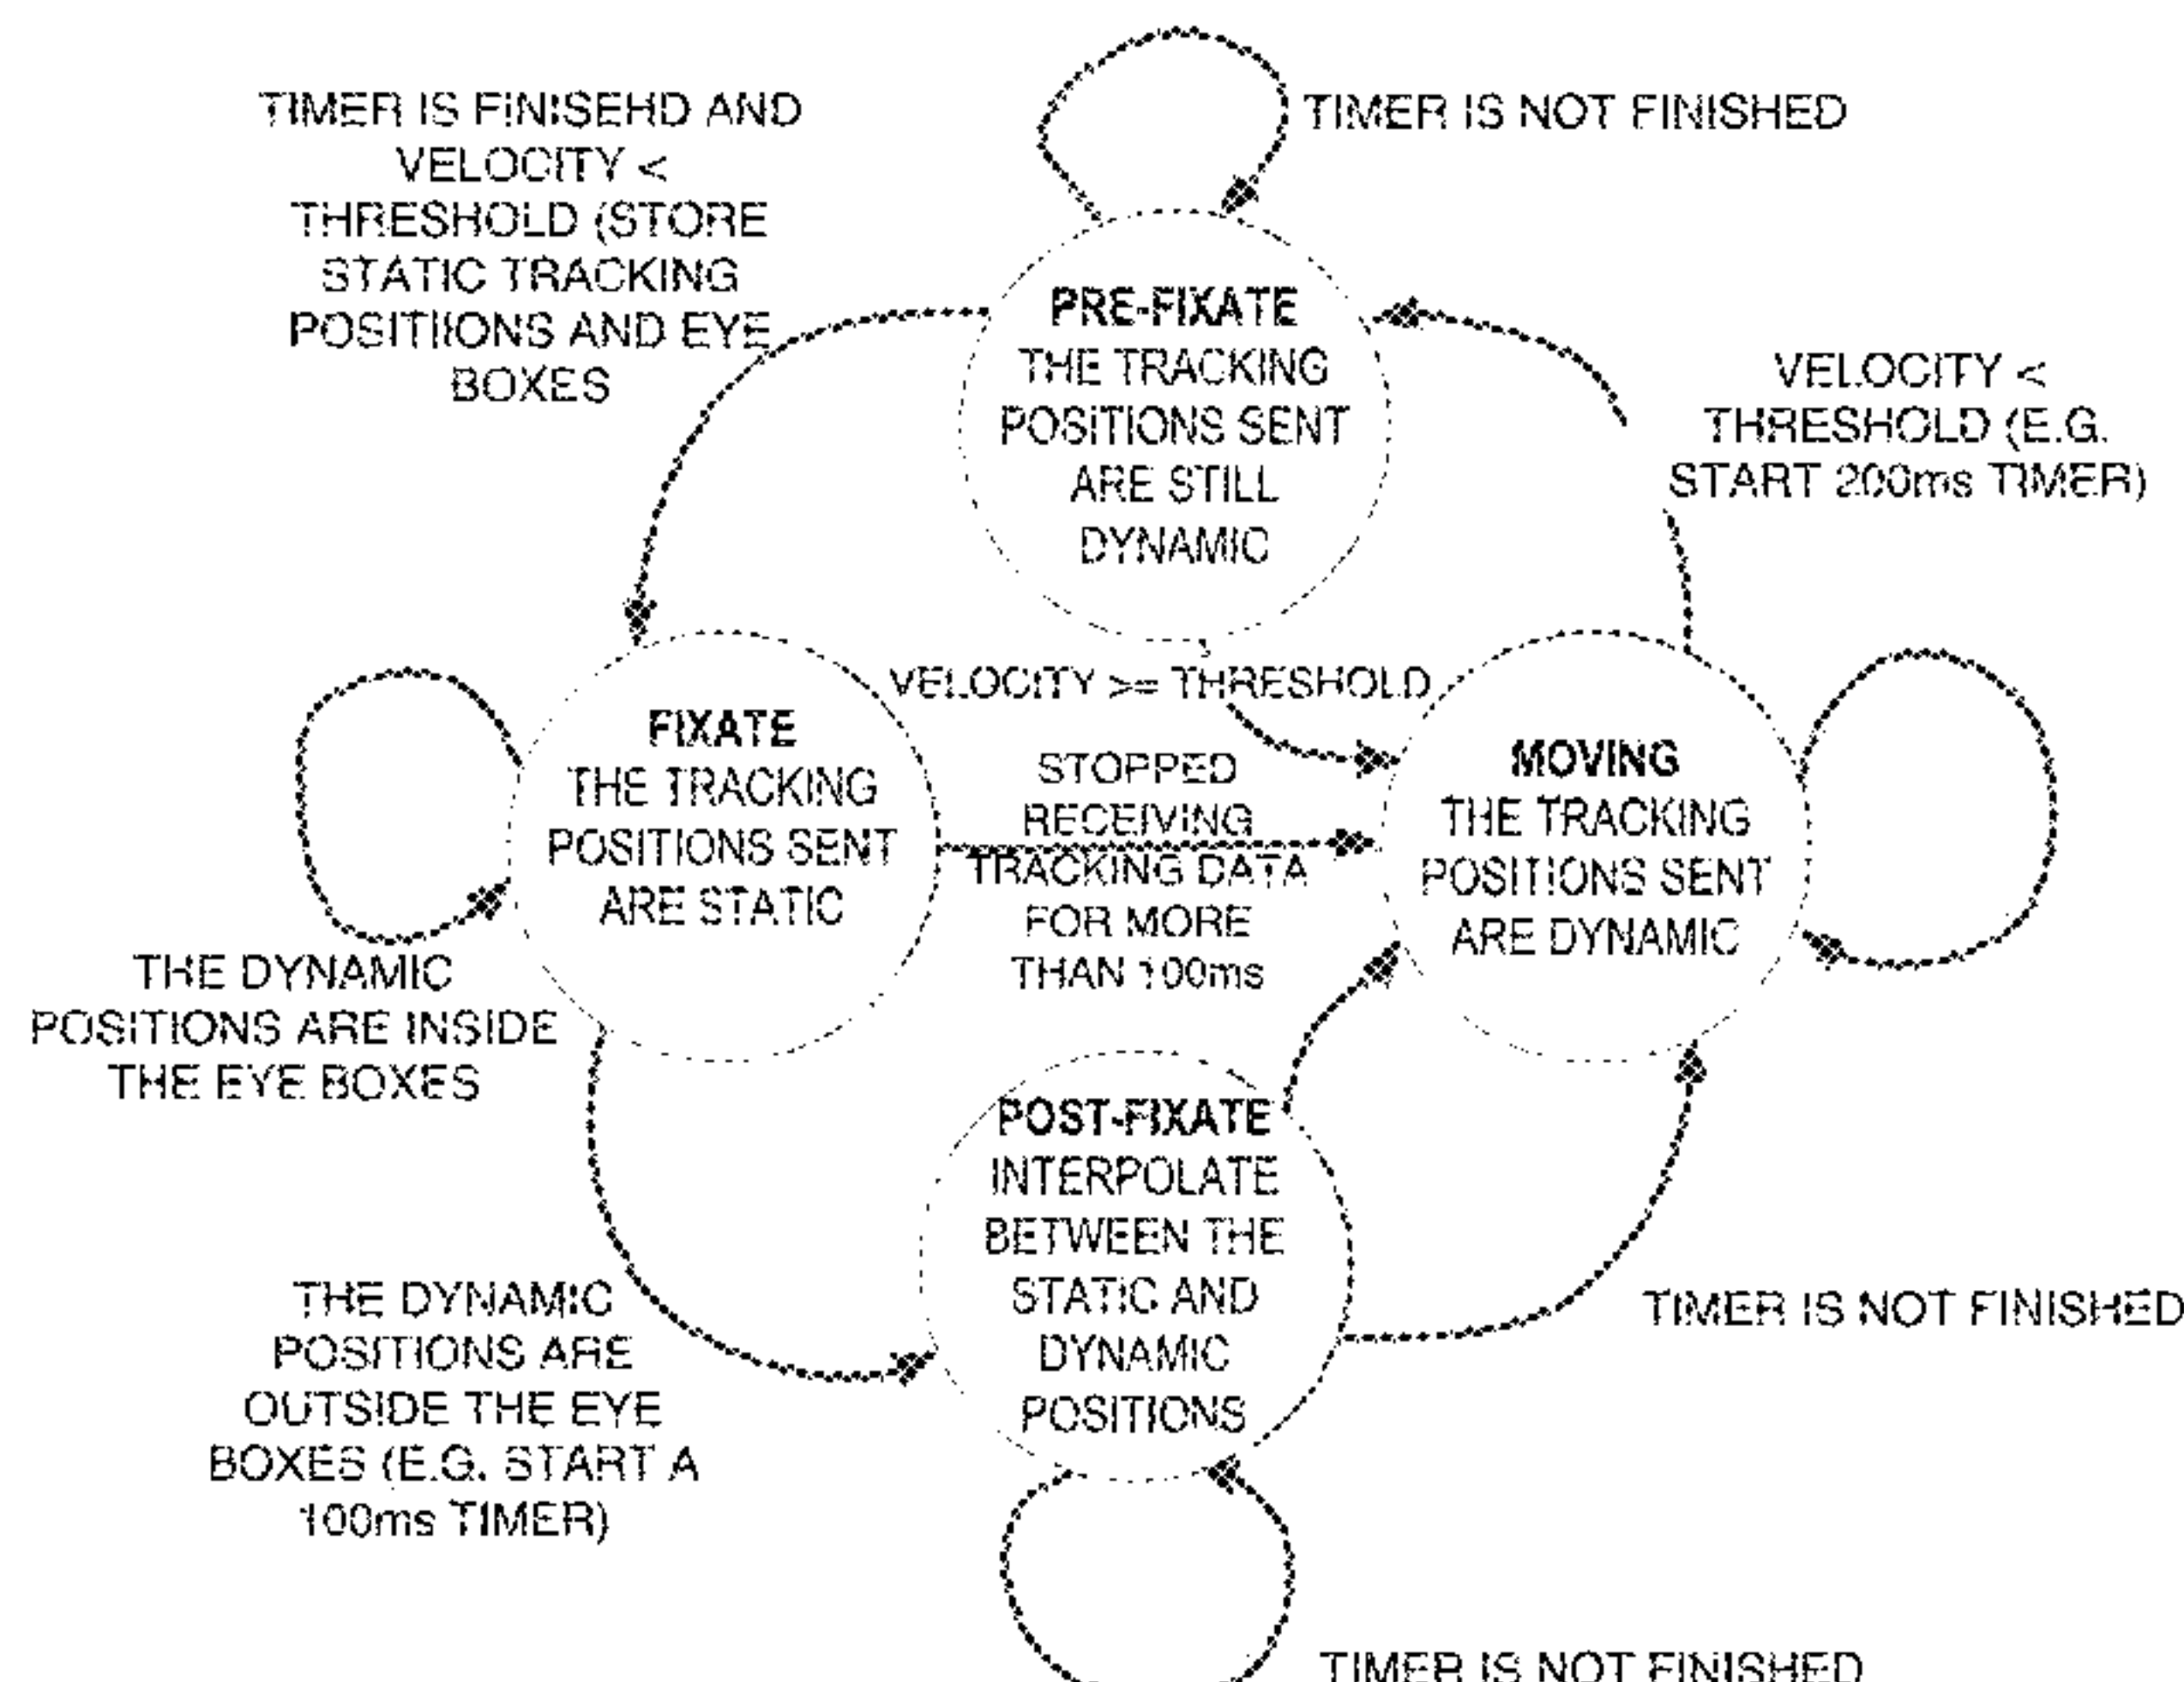 TIMER IS FINISEHD AND
VELOCITY <
THRESHOLD (STORE
STATIC TRACKING
POSITIIONS AND EYE
BOXES
TIMER IS NOT FINISHED
PRE-FIXATE
THE TRACKING
POSITIONS SENT
ARE STILL
DYNAMIC
VELOCITY <
THRESHOLD (E.G.
START 200ms TIMER)
VELOCITY >= THRESHOLD
FIXATE
THE TRACKING
POSITIONS SENT
ARE STATIC
STOPPED
RECEIVING
TRACKING DATA
FOR MORE
THAN 100ms
MOVING
THE TRACKING
POSITIONS SENT
ARE DYNAMIC
THE DYNAMIC
POSITIONS ARE INSIDE
THE EYE BOXES
POST-FIXATE
INTERPOLATE
BETWEEN THE
STATIC AND
DYNAMIC
POSITIONS
THE DYNAMIC
POSITIONS ARE
OUTSIDE THE EYE
BOXES (E.G. START A
100ms TIMER)
TIMER IS NOT FINISHED
TIMER IS NOT FINISHED